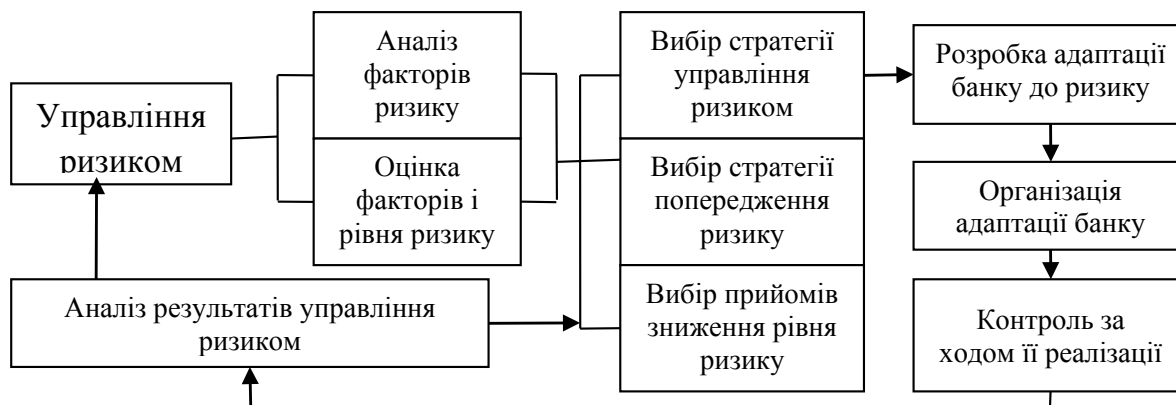 Управління
ризиком
Аналіз
факторів
ризику
Оцінка
факторів і
рівня ризику
Вибір стратегії
управління
ризиком
Вибір стратегії
попередження
ризику
Вибір прийомів
зниження рівня
ризику
Розробка адаптації
банку до ризику
Організація
адаптації банку
Контроль за
ходом її реалізації
Аналіз результатів управління
ризиком